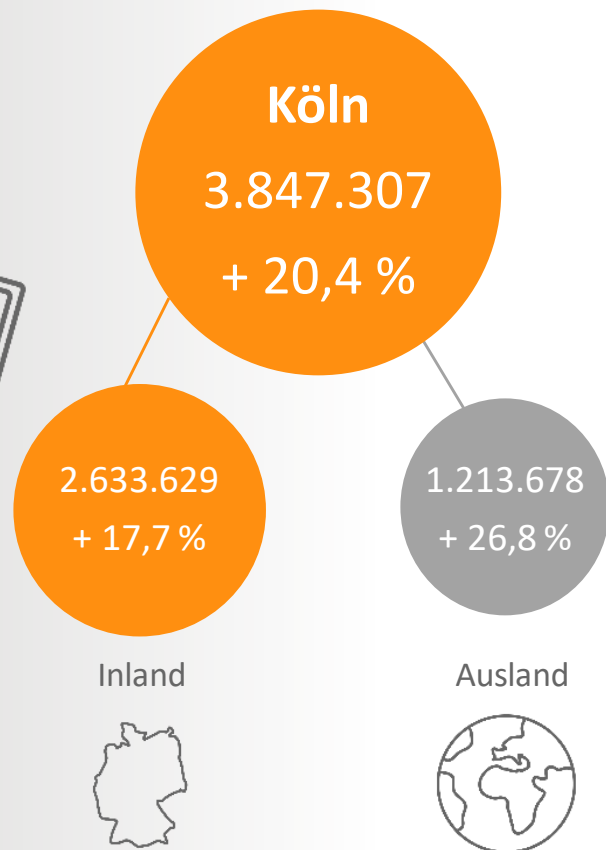 Köln
3.847.307
+ 20,4 %
2.633.629
+ 17,7 %
1.213.678
+ 26,8 %
Inland
Ausland